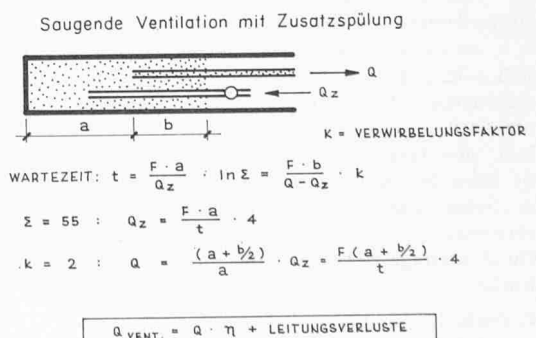 Saugende Ventilation mit Zusatzspülung
Q
Qz
a b
K = VERWIRBELUNGSFAKTOR
WARTEZEIT: t = F · a / Qz · ln Σ = F · b / Q - Qz · k
Σ = 55 : Qz = F · a / t · 4
k = 2 : Q = (a + b/2) / a · Qz = F (a + b/2) / t · 4
Q VENT. = Q · η + LEITUNGSVERLUSTE